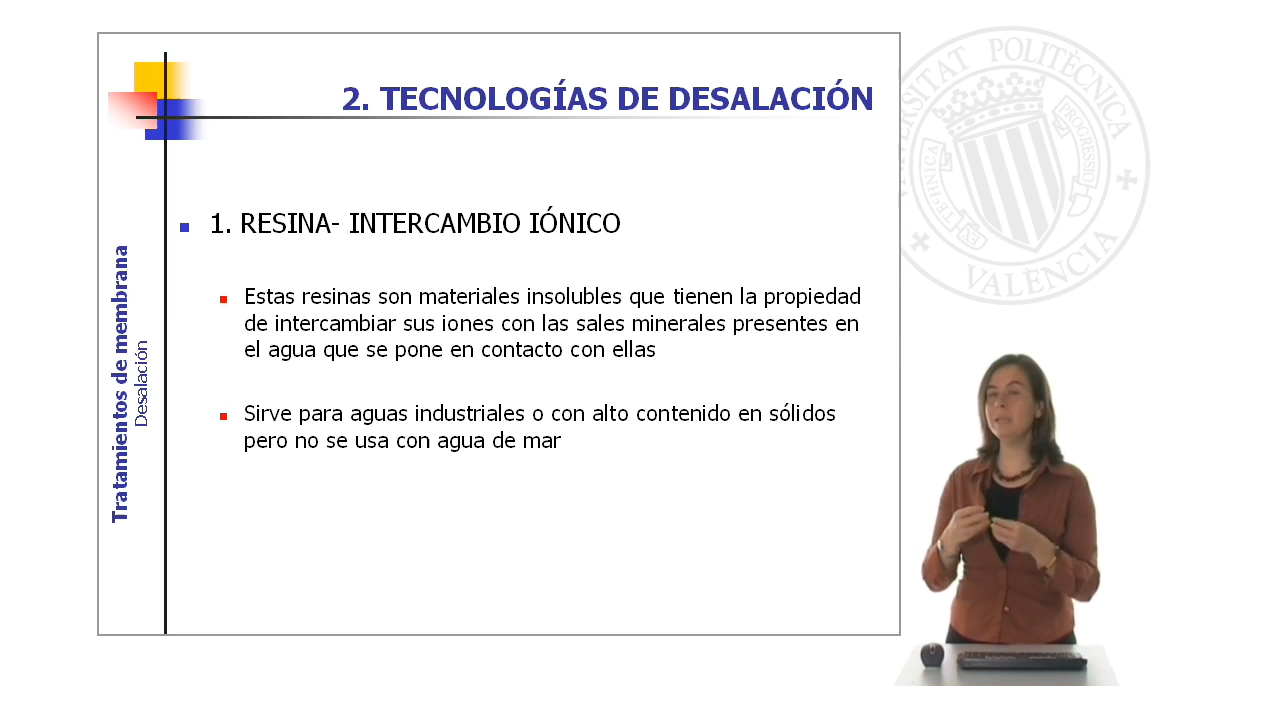 2. TECNOLOGÍAS DE DESALACIÓN
1. RESINA- INTERCAMBIO IÓNICO
Estas resinas son materiales insolubles que tienen la propiedad
de intercambiar sus iones con las sales minerales presentes en
el agua que se pone en contacto con ellas
Sirve para aguas industriales o con alto contenido en sólidos
pero no se usa con agua de mar
Tratamientos de membrana
Desalación
POLITÈCNICA
VALÈNCIA
PROGRESSIO
TECHNICA
EX